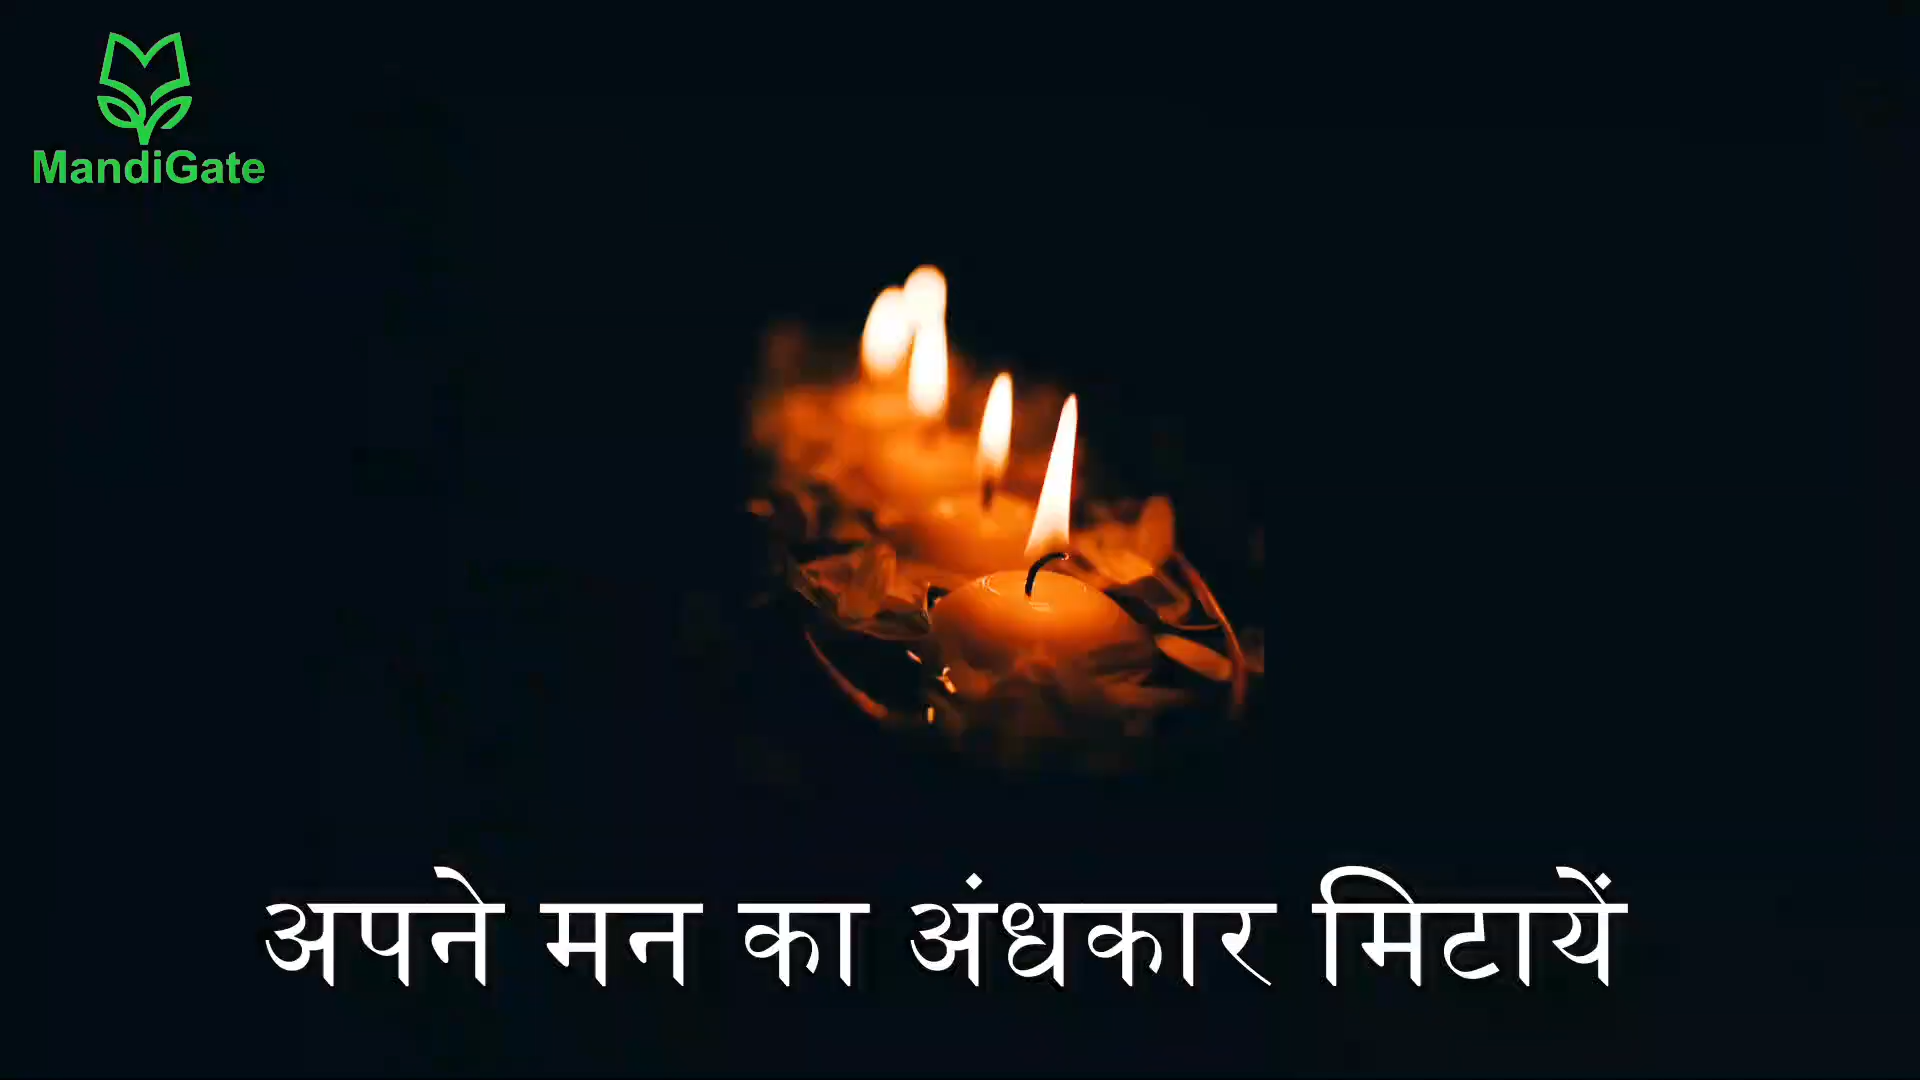 MandiGate
अपने मन का अंधकार मिटायें